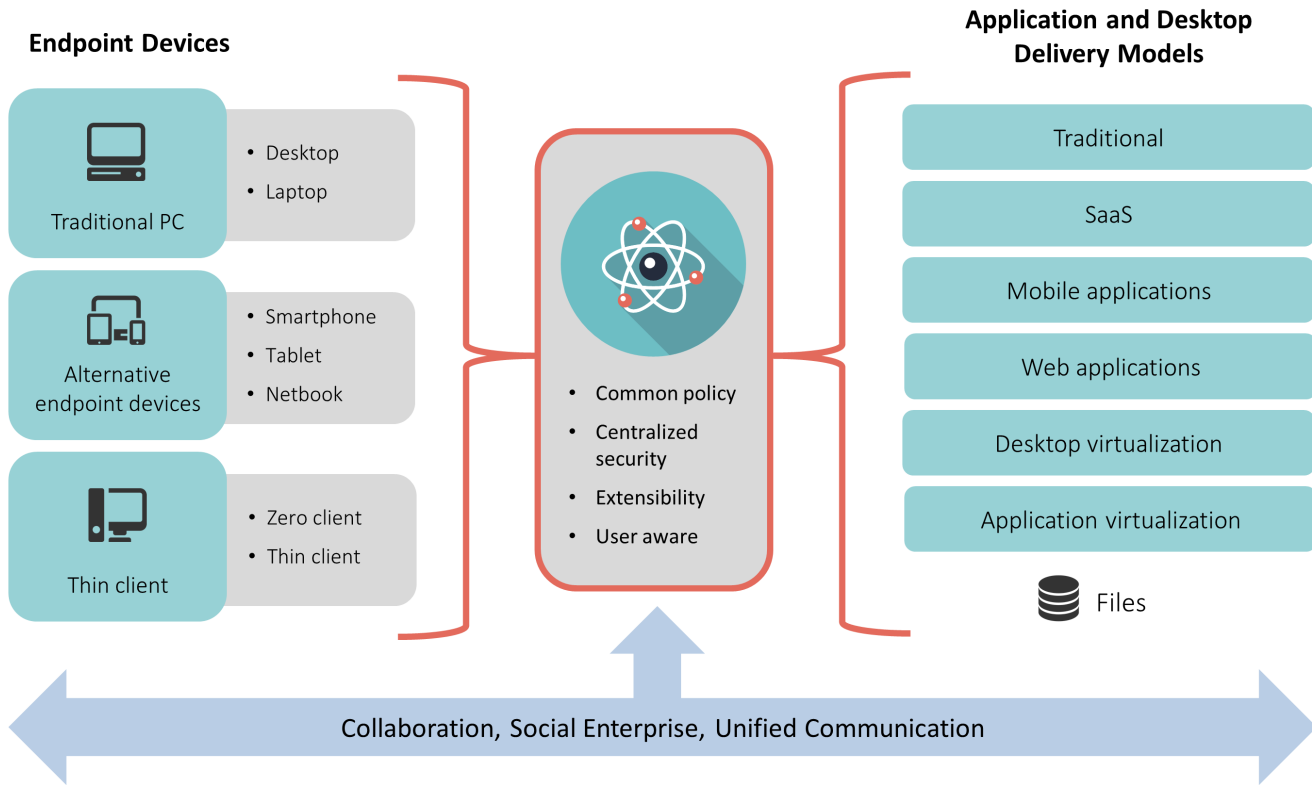 Endpoint Devices
Traditional PC
• Desktop
• Laptop
Alternative
endpoint devices
• Smartphone
• Tablet
• Netbook
Thin client
• Zero client
• Thin client
• Common policy
• Centralized
security
• Extensibility
• User aware
Application and Desktop
Delivery Models
Traditional
SaaS
Mobile applications
Web applications
Desktop virtualization
Application virtualization
Files
Collaboration, Social Enterprise, Unified Communication